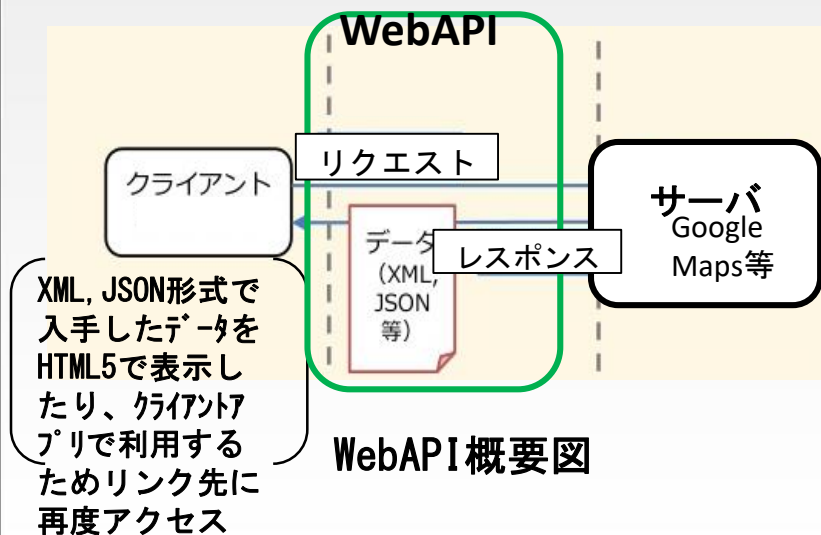 WebAPI
リクエスト
クライアント
サーバ
Google
Maps等
データ
(XML,
JSON
等)
レスポンス
XML,JSON形式で
入手したﾃﾞｰﾀを
HTML5で表示し
たり、ｸﾗｲｱﾝﾄｱ
ﾌﾟﾘで利用する
ためリンク先に
再度アクセス
WebAPI概要図